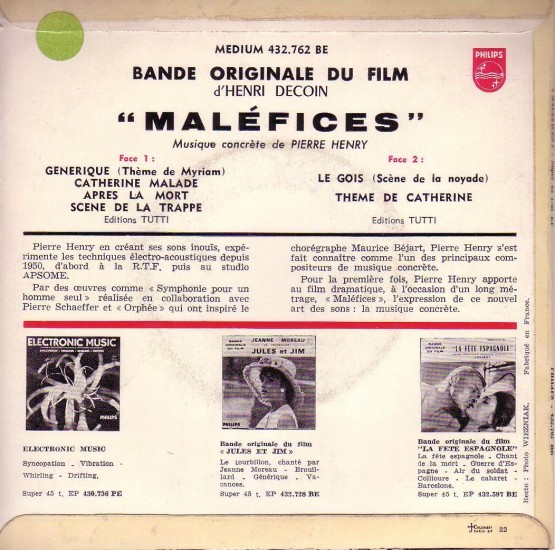 MEDIUM 432.762 BE
PHILIPS
BANDE ORIGINALE DU FILM
d'HENRI DECOIN
“ MALÉFICES ”
Musique concrète de PIERRE HENRY
Face 1 :
GENERIQUE (Thème de Myriam)
CATHERINE MALADE
APRES LA MORT
SCENE DE LA TRAPPE
Editions TUTTI
Face 2 :
LE GOIS (Scène de la noyade)
THEME DE CATHERINE
Editions TUTTI
Pierre Henry en créant ses sons inouïs, expé-
rimente les techniques électro-acoustiques depuis
1950, d'abord à la R.T.F. puis au studio
APSOME.
Par des œuvres comme « Symphonie pour un
homme seul » réalisée en collaboration avec
Pierre Schaeffer et « Orphée » qui ont inspiré le
chorégraphe Maurice Béjart, Pierre Henry s'est
fait connaître comme l'un des principaux com-
positeurs de musique concrète.
Pour la première fois, Pierre Henry apporte
au film dramatique, à l'occasion d'un long mé-
trage, « Maléfices », l'expression de ce nouvel
art des sons : la musique concrète.
ELECTRONIC MUSIC
PHILIPS
ELECTRONIC MUSIC
Syncopation . Vibration -
Whirling - Drifting,
Super 45 t. EP 430.736 PE
BANDE ORIGINALE DU FILM
JEANNE MOREAU
JULES et JIM
PHILIPS
Bande originale du film
« JULES ET JIM »
Le tourbillon, chanté par
Jeanne Moreau - Brouil-
lard - Générique - Va-
cances.
Super 45 t. EP 432.728 BE
BANDE ORIGINALE DU FILM
"LA FÊTE ESPAGNOLE"
PHILIPS
Bande originale du film
"LA FETE ESPAGNOLE"
La fête espagnole - Chant
de la mort . Guerre d'Es-
pagne - Air du soldat -
Collioure . Le cabaret -
Barcelone.
Super 45 t. EP 432.597 BE
Recto : Photo WIEZNIAK. Fabriqué en France.
32